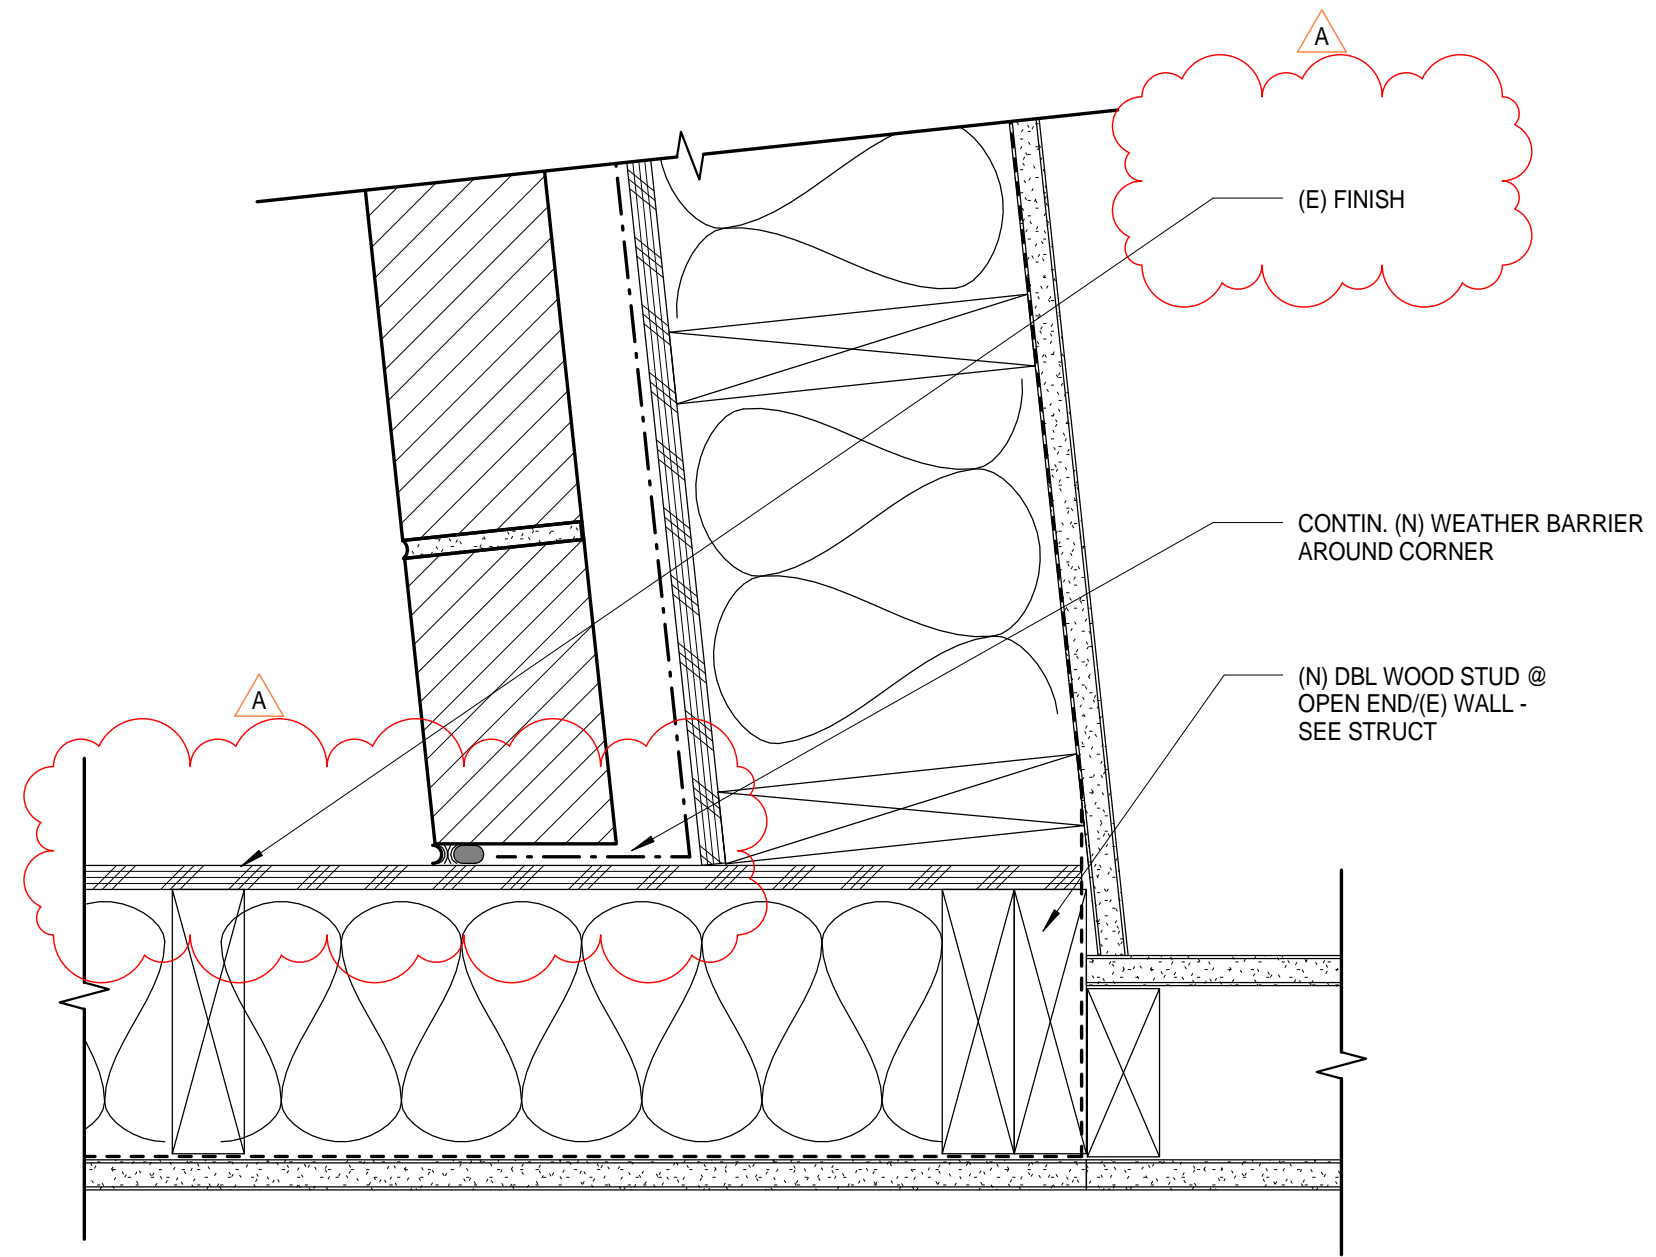 A
(E) FINISH
CONTIN. (N) WEATHER BARRIER
AROUND CORNER
(N) DBL WOOD STUD @
OPEN END/(E) WALL -
SEE STRUCT
A